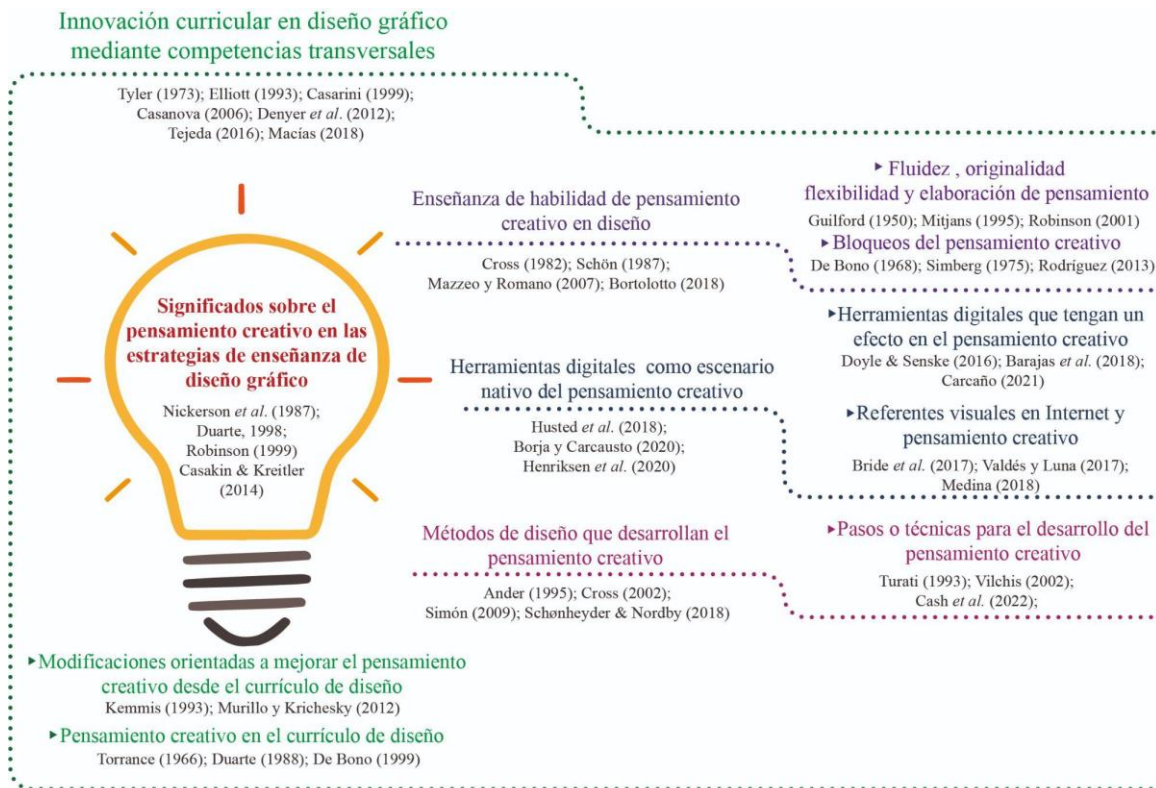 Innovación curricular en diseño gráfico
mediante competencias transversales
Tyler (1973); Elliott (1993); Casarini (1999);
Casanova (2006); Denyer et al. (2012);
Tejeda (2016); Macías (2018)
Significados sobre el
pensamiento creativo en las
estrategias de enseñanza de
diseño gráfico
Nickerson et al. (1987);
Duarte, 1998;
Robinson (1999)
Casakin & Kreitler
(2014)
Enseñanza de habilidad de pensamiento
creativo en diseño
Cross (1982); Schön (1987);
Mazzeo y Romano (2007); Bortolotto (2018)
▸Fluidez , originalidad
flexibilidad y elaboración de pensamiento
Guilford (1950); Mitjans (1995); Robinson (2001)
▸Bloqueos del pensamiento creativo
De Bono (1968); Simberg (1975); Rodríguez (2013)
Herramientas digitales como escenario
nativo del pensamiento creativo
Husted et al. (2018);
Borja y Carcausto (2020);
Henriksen et al. (2020)
▸Herramientas digitales que tengan un
efecto en el pensamiento creativo
Doyle & Senske (2016); Barajas et al. (2018);
Carcaño (2021)
▸Referentes visuales en Internet y
pensamiento creativo
Bride et al. (2017); Valdés y Luna (2017);
Medina (2018)
Métodos de diseño que desarrollan el
pensamiento creativo
Ander (1995); Cross (2002);
Simón (2009); Schønheyder & Nordby (2018)
▸Pasos o técnicas para el desarrollo del
pensamiento creativo
Turati (1993); Vilchis (2002);
Cash et al. (2022);
▸Modificaciones orientadas a mejorar el pensamiento
creativo desde el currículo de diseño
Kemmis (1993); Murillo y Krichesky (2012)
▸Pensamiento creativo en el currículo de diseño
Torrance (1966); Duarte (1988); De Bono (1999)